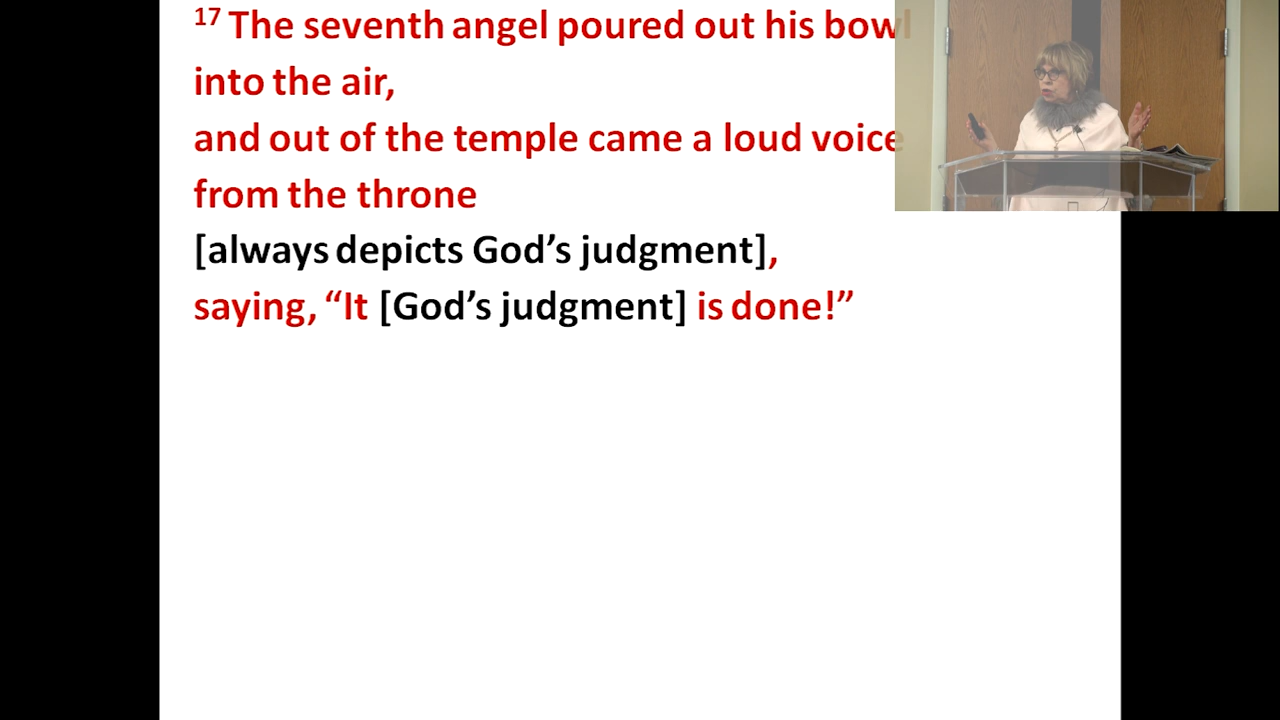 17 The seventh angel poured out his bowl
into the air,
and out of the temple came a loud voice
from the throne
[always depicts God’s judgment],
saying, “It [God’s judgment] is done!”